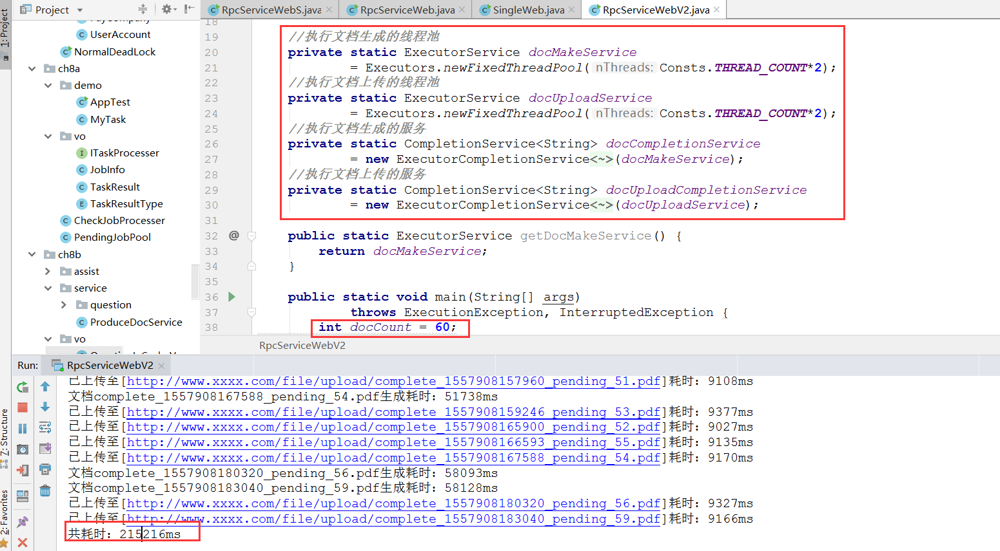 Project
RpcServiceWebS.java
RpcServiceWeb.java
SingleWeb.java
RpcServiceWebV2.java
1: Project
UserAccount
NormalDeadLock
ch8a
demo
AppTest
MyTask
vo
ITaskProcesser
JobInfo
TaskResult
TaskResultType
CheckJobProcesser
PendingJobPool
ch8b
assist
service
question
ProduceDocService
vo
18
19 //执行文档生成的线程池
20 private static ExecutorService docMakeService
21 = Executors.newFixedThreadPool( nThreads: Consts.THREAD_COUNT*2);
22 //执行文档上传的线程池
23 private static ExecutorService docUploadService
24 = Executors.newFixedThreadPool( nThreads: Consts.THREAD_COUNT*2);
25 //执行文档生成的服务
26 private static CompletionService<String> docCompletionService
27 = new ExecutorCompletionService<~>(docMakeService);
28 //执行文档上传的服务
29 private static CompletionService<String> docUploadCompletionService
30 = new ExecutorCompletionService<~>(docUploadService);
31
32 @ public static ExecutorService getDocMakeService() {
33 return docMakeService;
34 }
35
36 public static void main(String[] args)
37 throws ExecutionException, InterruptedException {
38 int docCount = 60;
RpcServiceWebV2
Run: RpcServiceWebV2
已上传至[http://www.xxxx.com/file/upload/complete_1557908157960_pending_51.pdf]耗时：9108ms
文档complete_1557908167588_pending_54.pdf生成耗时：51738ms
已上传至[http://www.xxxx.com/file/upload/complete_1557908159246_pending_53.pdf]耗时：9377ms
已上传至[http://www.xxxx.com/file/upload/complete_1557908165900_pending_52.pdf]耗时：9027ms
已上传至[http://www.xxxx.com/file/upload/complete_1557908166593_pending_55.pdf]耗时：9135ms
已上传至[http://www.xxxx.com/file/upload/complete_1557908167588_pending_54.pdf]耗时：9170ms
文档complete_1557908180320_pending_56.pdf生成耗时：58093ms
文档complete_1557908183040_pending_59.pdf生成耗时：58128ms
已上传至[http://www.xxxx.com/file/upload/complete_1557908180320_pending_56.pdf]耗时：9327ms
已上传至[http://www.xxxx.com/file/upload/complete_1557908183040_pending_59.pdf]耗时：9166ms
共耗时：215216ms
Z: Structure
2: Favorites